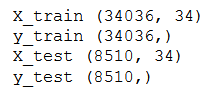 X_train (34036, 34)
y_train (34036,)
X_test (8510, 34)
y_test (8510,)